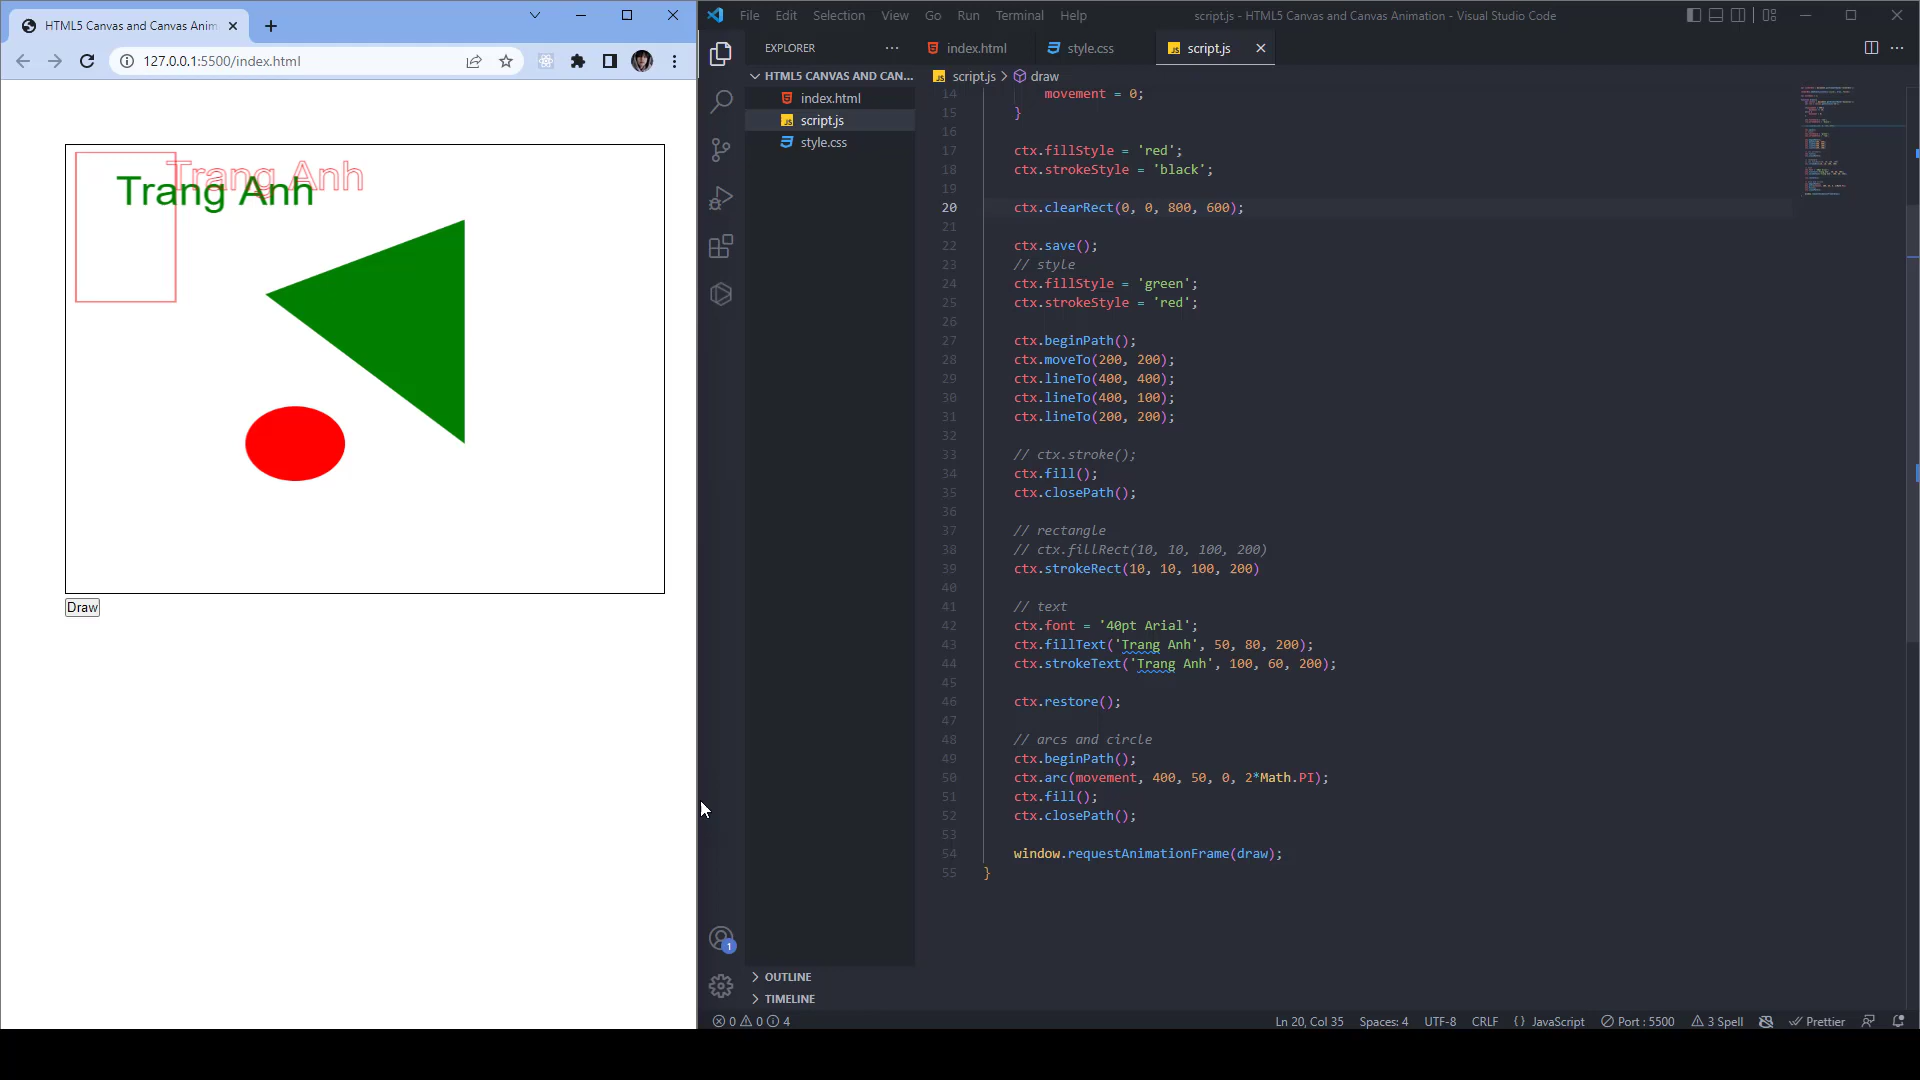 HTML5 Canvas and Canvas Anim
127.0.0.1:5500/index.html
Trang Anh
Trang Anh
Draw
File Edit Selection View Go Run Terminal Help
script.js - HTML5 Canvas and Canvas Animation - Visual Studio Code
EXPLORER
HTML5 CANVAS AND CAN...
index.html
script.js
style.css
index.html style.css script.js
script.js > draw
14 movement = 0;
15 }
16
17 ctx.fillStyle = 'red';
18 ctx.strokeStyle = 'black';
19
20 ctx.clearRect(0, 0, 800, 600);
21
22 ctx.save();
23 // style
24 ctx.fillStyle = 'green';
25 ctx.strokeStyle = 'red';
26
27 ctx.beginPath();
28 ctx.moveTo(200, 200);
29 ctx.lineTo(400, 400);
30 ctx.lineTo(400, 100);
31 ctx.lineTo(200, 200);
32
33 // ctx.stroke();
34 ctx.fill();
35 ctx.closePath();
36
37 // rectangle
38 // ctx.fillRect(10, 10, 100, 200)
39 ctx.strokeRect(10, 10, 100, 200)
40
41 // text
42 ctx.font = '40pt Arial';
43 ctx.fillText('Trang Anh', 50, 80, 200);
44 ctx.strokeText('Trang Anh', 100, 60, 200);
45
46 ctx.restore();
47
48 // arcs and circle
49 ctx.beginPath();
50 ctx.arc(movement, 400, 50, 0, 2*Math.PI);
51 ctx.fill();
52 ctx.closePath();
53
54 window.requestAnimationFrame(draw);
55 }
1
OUTLINE
TIMELINE
0 0 4
Ln 20, Col 35 Spaces: 4 UTF-8 CRLF {} JavaScript Port : 5500 3 Spell Prettier